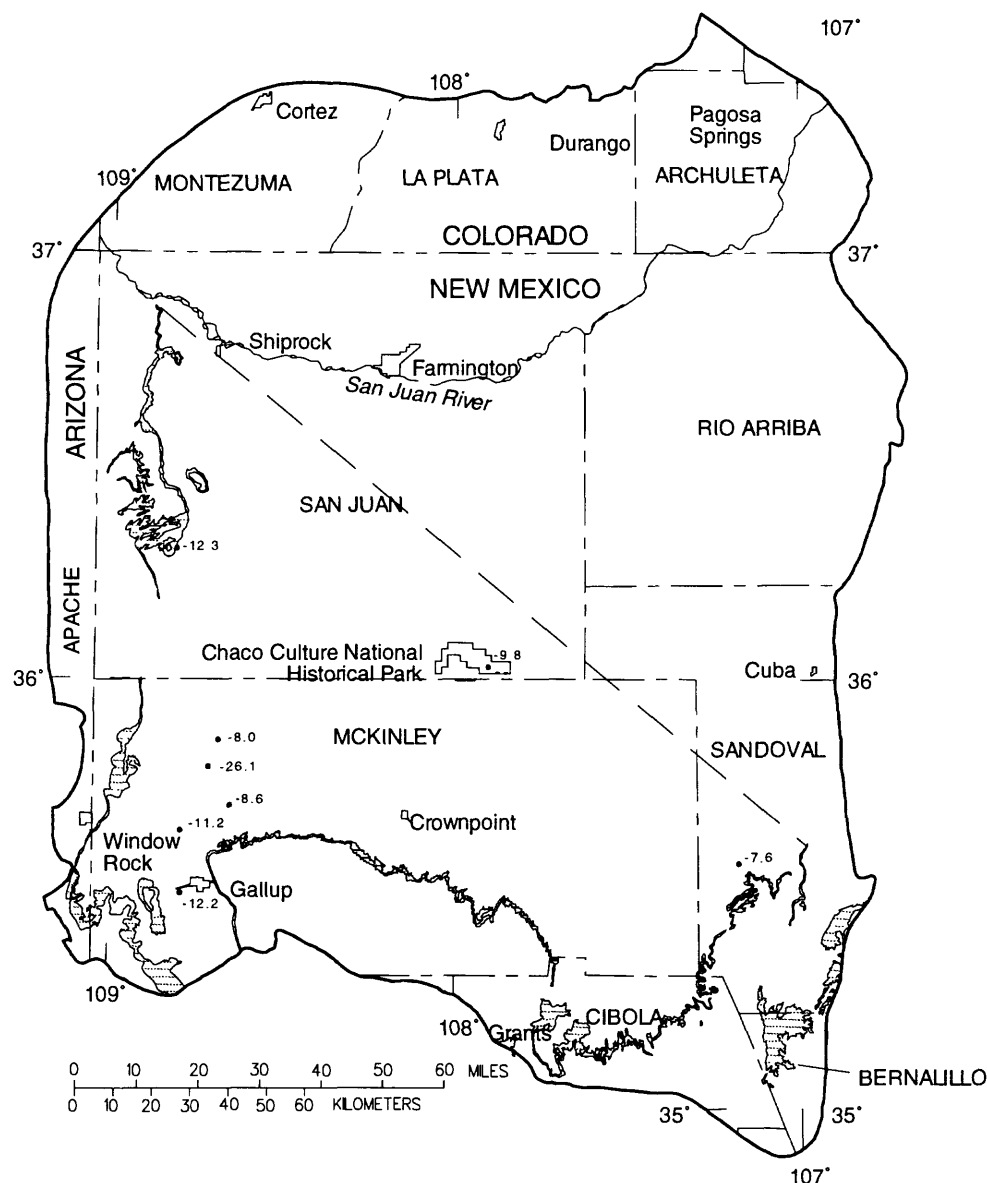 107°
108°
Cortez
Durango
Pagosa
Springs
109°
MONTEZUMA
LA PLATA
ARCHULETA
COLORADO
37°
37°
NEW MEXICO
Shiprock
Farmington
San Juan River
ARIZONA
RIO ARRIBA
SAN JUAN
-12 3
APACHE
Chaco Culture National
Historical Park
-9 8
36°
Cuba
36°
-8.0
MCKINLEY
SANDOVAL
-26.1
-8.6
-11.2
Crownpoint
Window
Rock
-7.6
Gallup
-12.2
109°
108°
Grants
CIBOLA
0 10 20 30 40 50 60 MILES
0 10 20 30 40 50 60 KILOMETERS
BERNALILLO
35°
35°
107°